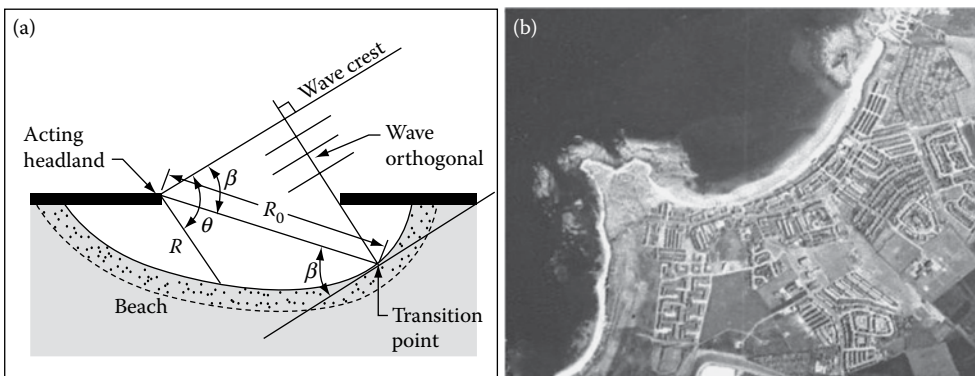 (a)
Wave crest
Acting
headland
Wave
orthogonal
β
R₀
θ
R
β
Beach
Transition
point
(b)